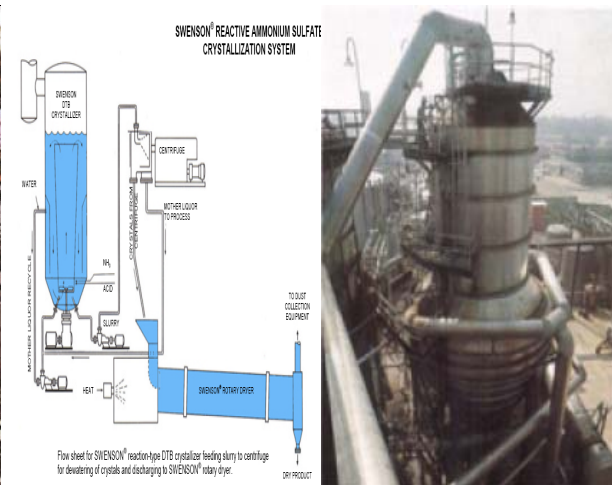 SWENSON® REACTIVE AMMONIUM SULFATE
CRYSTALLIZATION SYSTEM
SWENSON
DTB
CRYSTALLIZER
CENTRIFUGE
WATER
CRYSTALS FROM
CENTRIFUGE
MOTHER LIQUOR
TO PROCESS
NH₃
ACID
MOTHER LIQUOR RECYCLE
SLURRY
TO DUST
COLLECTION
EQUIPMENT
HEAT
SWENSON® ROTARY DRYER
Flow sheet for SWENSON® reaction-type DTB crystallizer feeding slurry to centrifuge
for dewatering of crystals and discharging to SWENSON® rotary dryer.
DRY PRODUCT